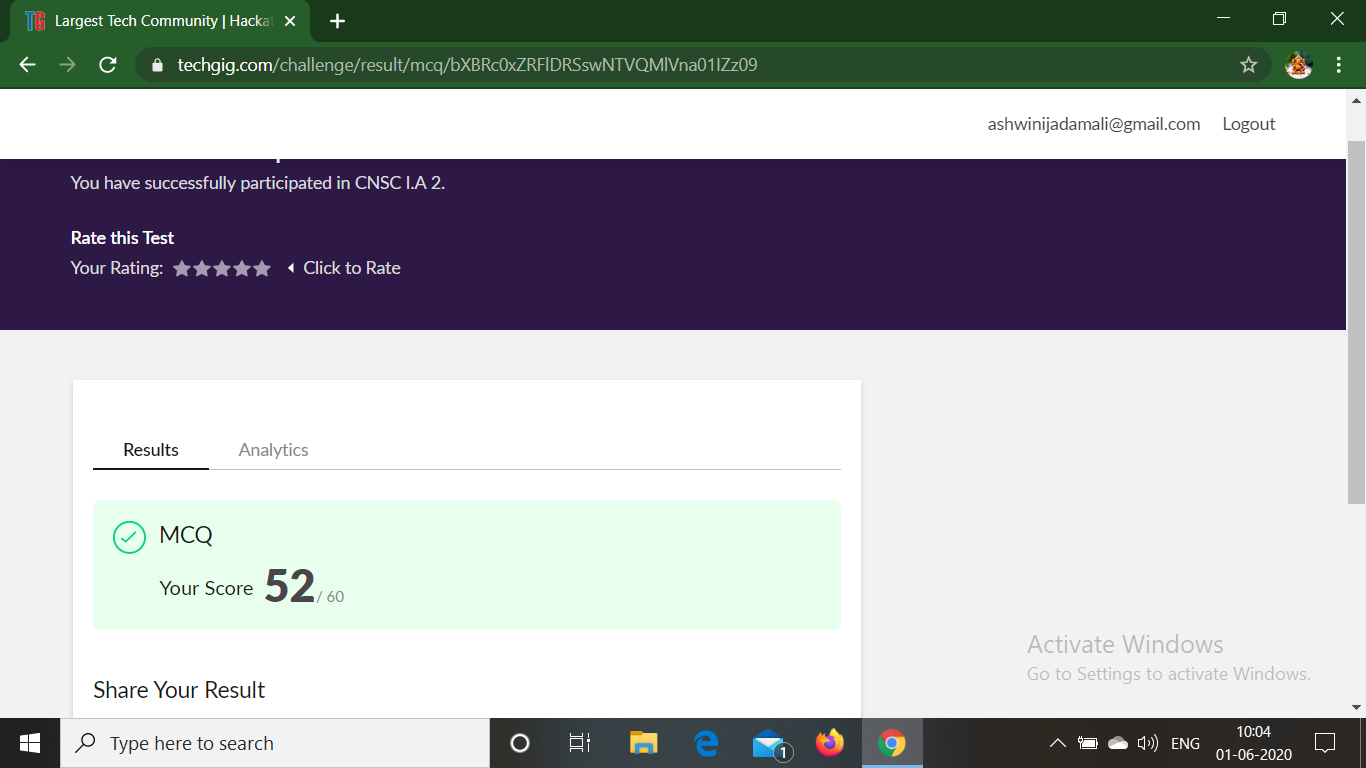 Largest Tech Community | Hackat
techgig.com/challenge/result/mcq/
ashwinijadamali@gmail.com Logout
You have successfully participated in CNSC I.A 2.
Rate this Test
Your Rating: Click to Rate
Results Analytics
MCQ
Your Score 52 / 60
Share Your Result
Activate Windows
Go to Settings to activate Windows.
Type here to search
1
ENG
10:04
01-06-2020